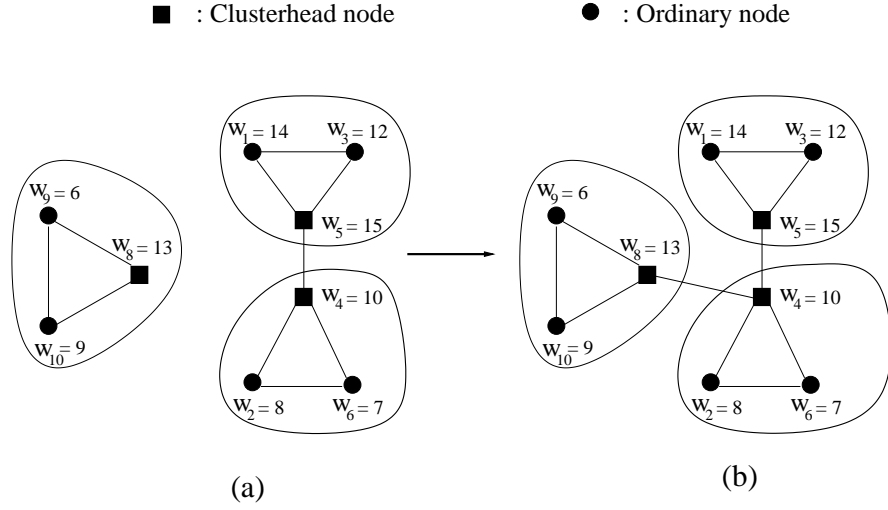 : Clusterhead node
: Ordinary node
W1 = 14
W3 = 12
W5 = 15
W9 = 6
W8 = 13
W10 = 9
W4 = 10
W2 = 8
W6 = 7
(a)
W1 = 14
W3 = 12
W5 = 15
W9 = 6
W8 = 13
W10 = 9
W4 = 10
W2 = 8
W6 = 7
(b)